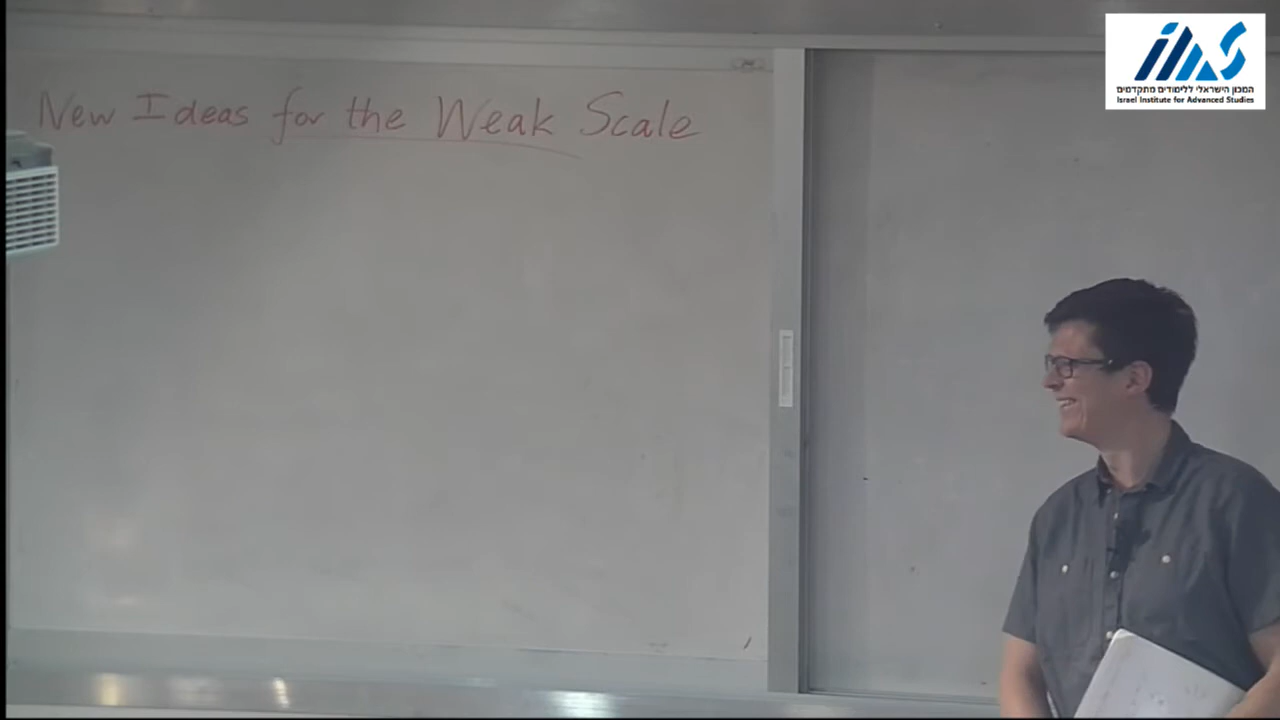 New Ideas for the Weak Scale
המכון הישראלי ללימודים מתקדמים
Israel Institute for Advanced Studies